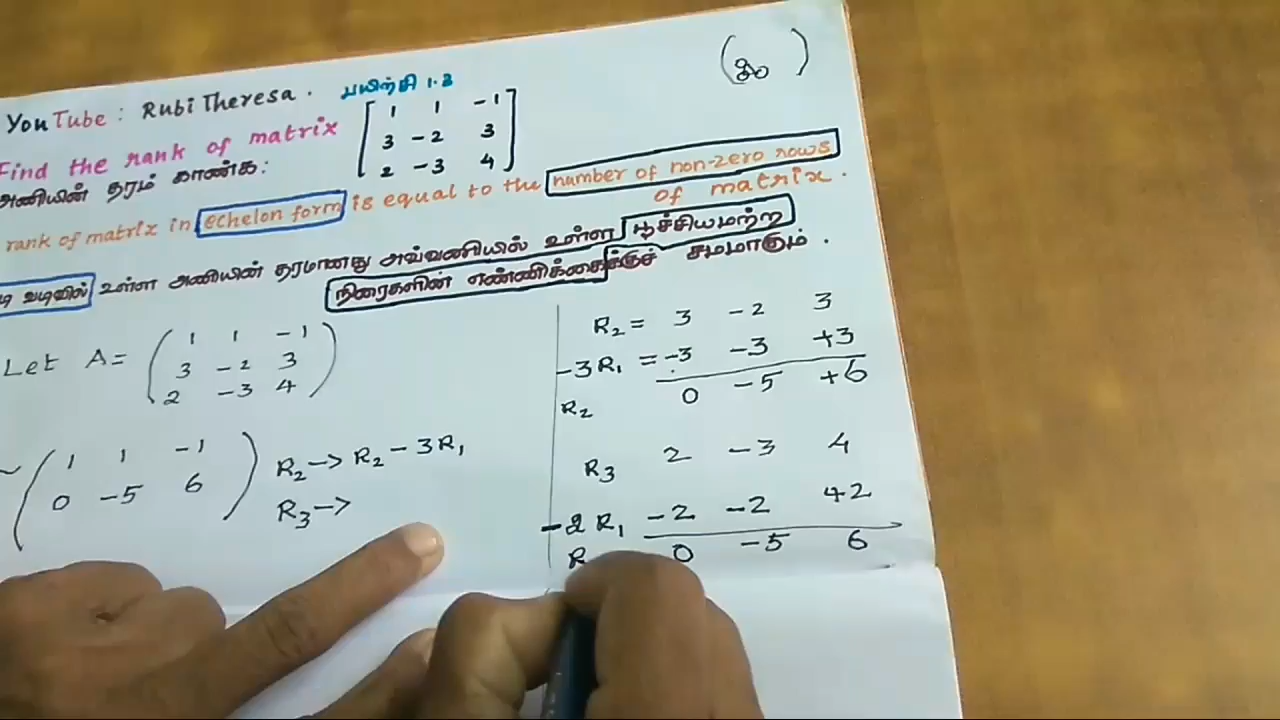 (இ)
YouTube: Rubi Theresa. பயிற்சி 1.3
Find the rank of matrix
1 1 -1
3 -2 3
2 -3 4
அணியின் தரம் காண்க:
rank of matrix in echelon form is equal to the number of non-zero rows
of matrix.
வடிவில் உள்ள அணியின் தரமானது அவ்வணியில் உள்ள பூச்சியமற்ற
நிரைகளின் எண்ணிக்கைக்குச் சமமாகும்.
Let A=
1 1 -1
3 -2 3
2 -3 4
~
1 1 -1
0 -5 6
R2 -> R2 - 3R1
R3 ->
R2 = 3 -2 3
-3R1 = -3 -3 +3
R2 0 -5 +6
R3 2 -3 4
-2R1 -2 -2 +2
R 0 -5 6